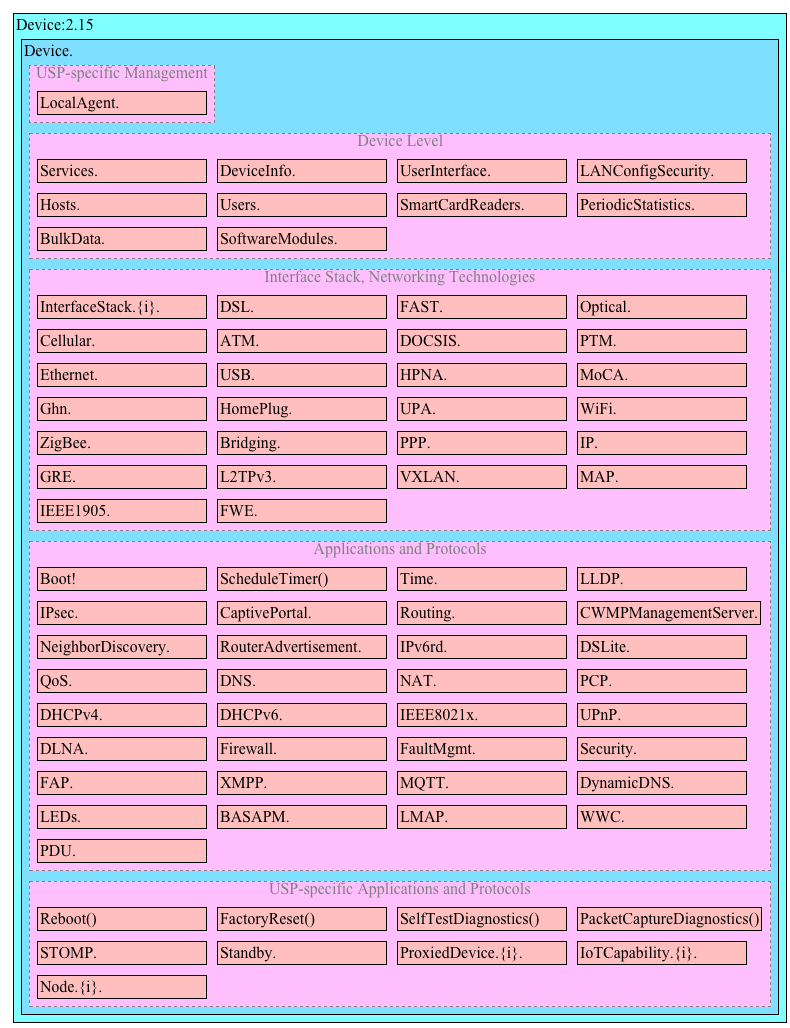 Device:2.15
Device.
USP-specific Management
LocalAgent.
Device Level
Services. DeviceInfo. UserInterface. LANConfigSecurity.
Hosts. Users. SmartCardReaders. PeriodicStatistics.
BulkData. SoftwareModules.
Interface Stack, Networking Technologies
InterfaceStack.{i}. DSL. FAST. Optical.
Cellular. ATM. DOCSIS. PTM.
Ethernet. USB. HPNA. MoCA.
Ghn. HomePlug. UPA. WiFi.
ZigBee. Bridging. PPP. IP.
GRE. L2TPv3. VXLAN. MAP.
IEEE1905. FWE.
Applications and Protocols
Boot! ScheduleTimer() Time. LLDP.
IPsec. CaptivePortal. Routing. CWMPManagementServer.
NeighborDiscovery. RouterAdvertisement. IPv6rd. DSLite.
QoS. DNS. NAT. PCP.
DHCPv4. DHCPv6. IEEE8021x. UPnP.
DLNA. Firewall. FaultMgmt. Security.
FAP. XMPP. MQTT. DynamicDNS.
LEDs. BASAPM. LMAP. WWC.
PDU.
USP-specific Applications and Protocols
Reboot() FactoryReset() SelfTestDiagnostics() PacketCaptureDiagnostics()
STOMP. Standby. ProxiedDevice.{i}. IoTCapability.{i}.
Node.{i}.